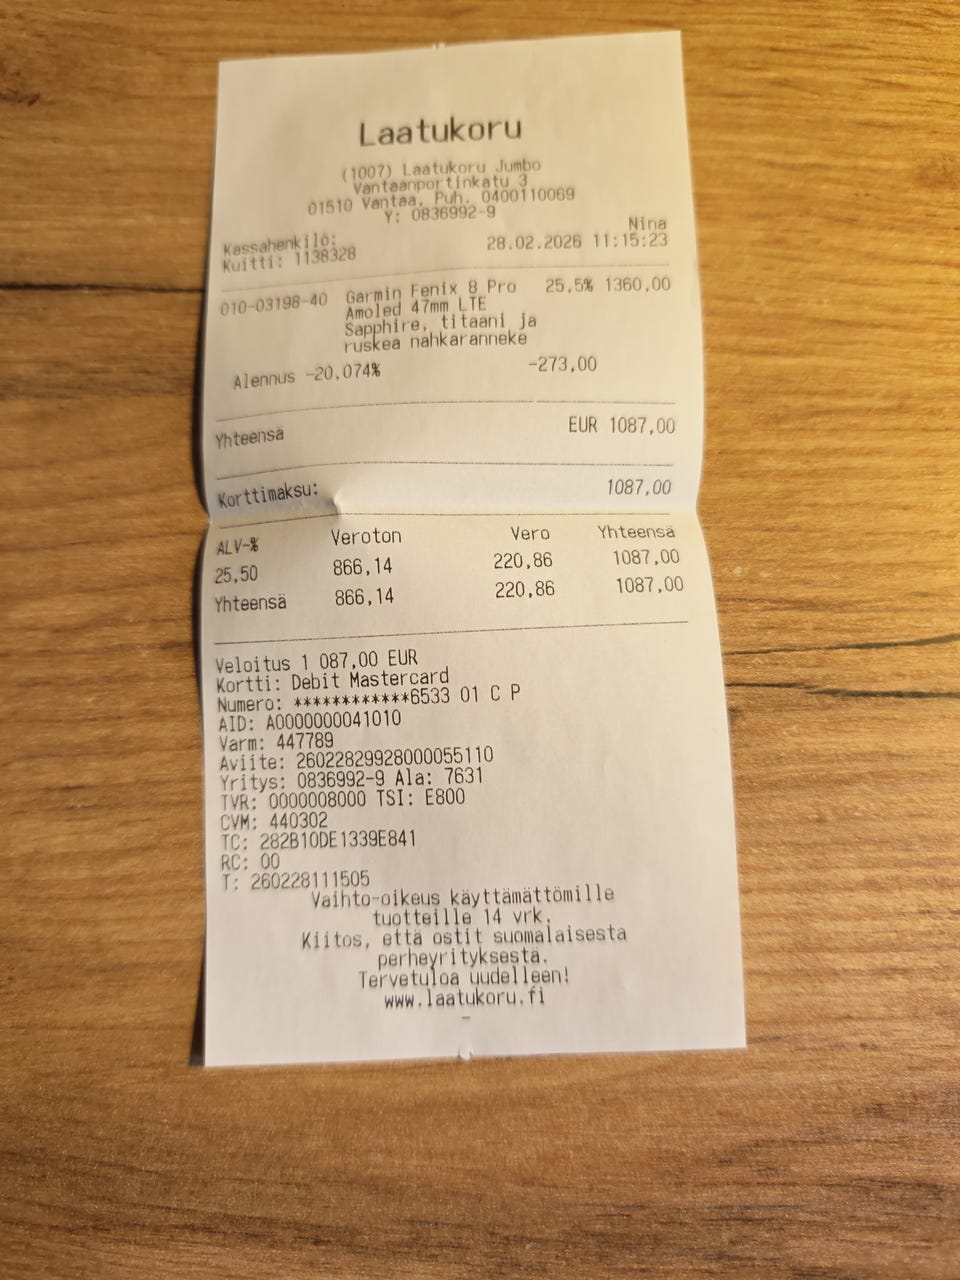 Laatukoru
(1007) Laatukoru Jumbo
Vantaanportinkatu 3
01510 Vantaa, Puh. 0400110069
Y: 0836992-9
Kassahenkilö: Nina
Kuitti: 1138328 28.02.2026 11:15:23
010-03198-40 Garmin Fenix 8 Pro 25,5% 1360,00
Amoled 47mm LTE
Sapphire, titaani ja
ruskea nahkaranneke
Alennus -20,074% -273,00
Yhteensä EUR 1087,00
Korttimaksu: 1087,00
ALV-% Veroton Vero Yhteensä
25,50 866,14 220,86 1087,00
Yhteensä 866,14 220,86 1087,00
Veloitus 1 087,00 EUR
Kortti: Debit Mastercard
Numero: ************6533 01 C P
AID: A0000000041010
Varm: 447789
Aviite: 26022829928000055110
Yritys: 0836992-9 Ala: 7631
TVR: 0000008000 TSI: E800
CVM: 440302
TC: 282B10DE1339E841
RC: 00
T: 260228111505
Vaihto-oikeus käyttämättömille
tuotteille 14 vrk.
Kiitos, että ostit suomalaisesta
perheyrityksestä.
Tervetuloa uudelleen!
www.laatukoru.fi
-